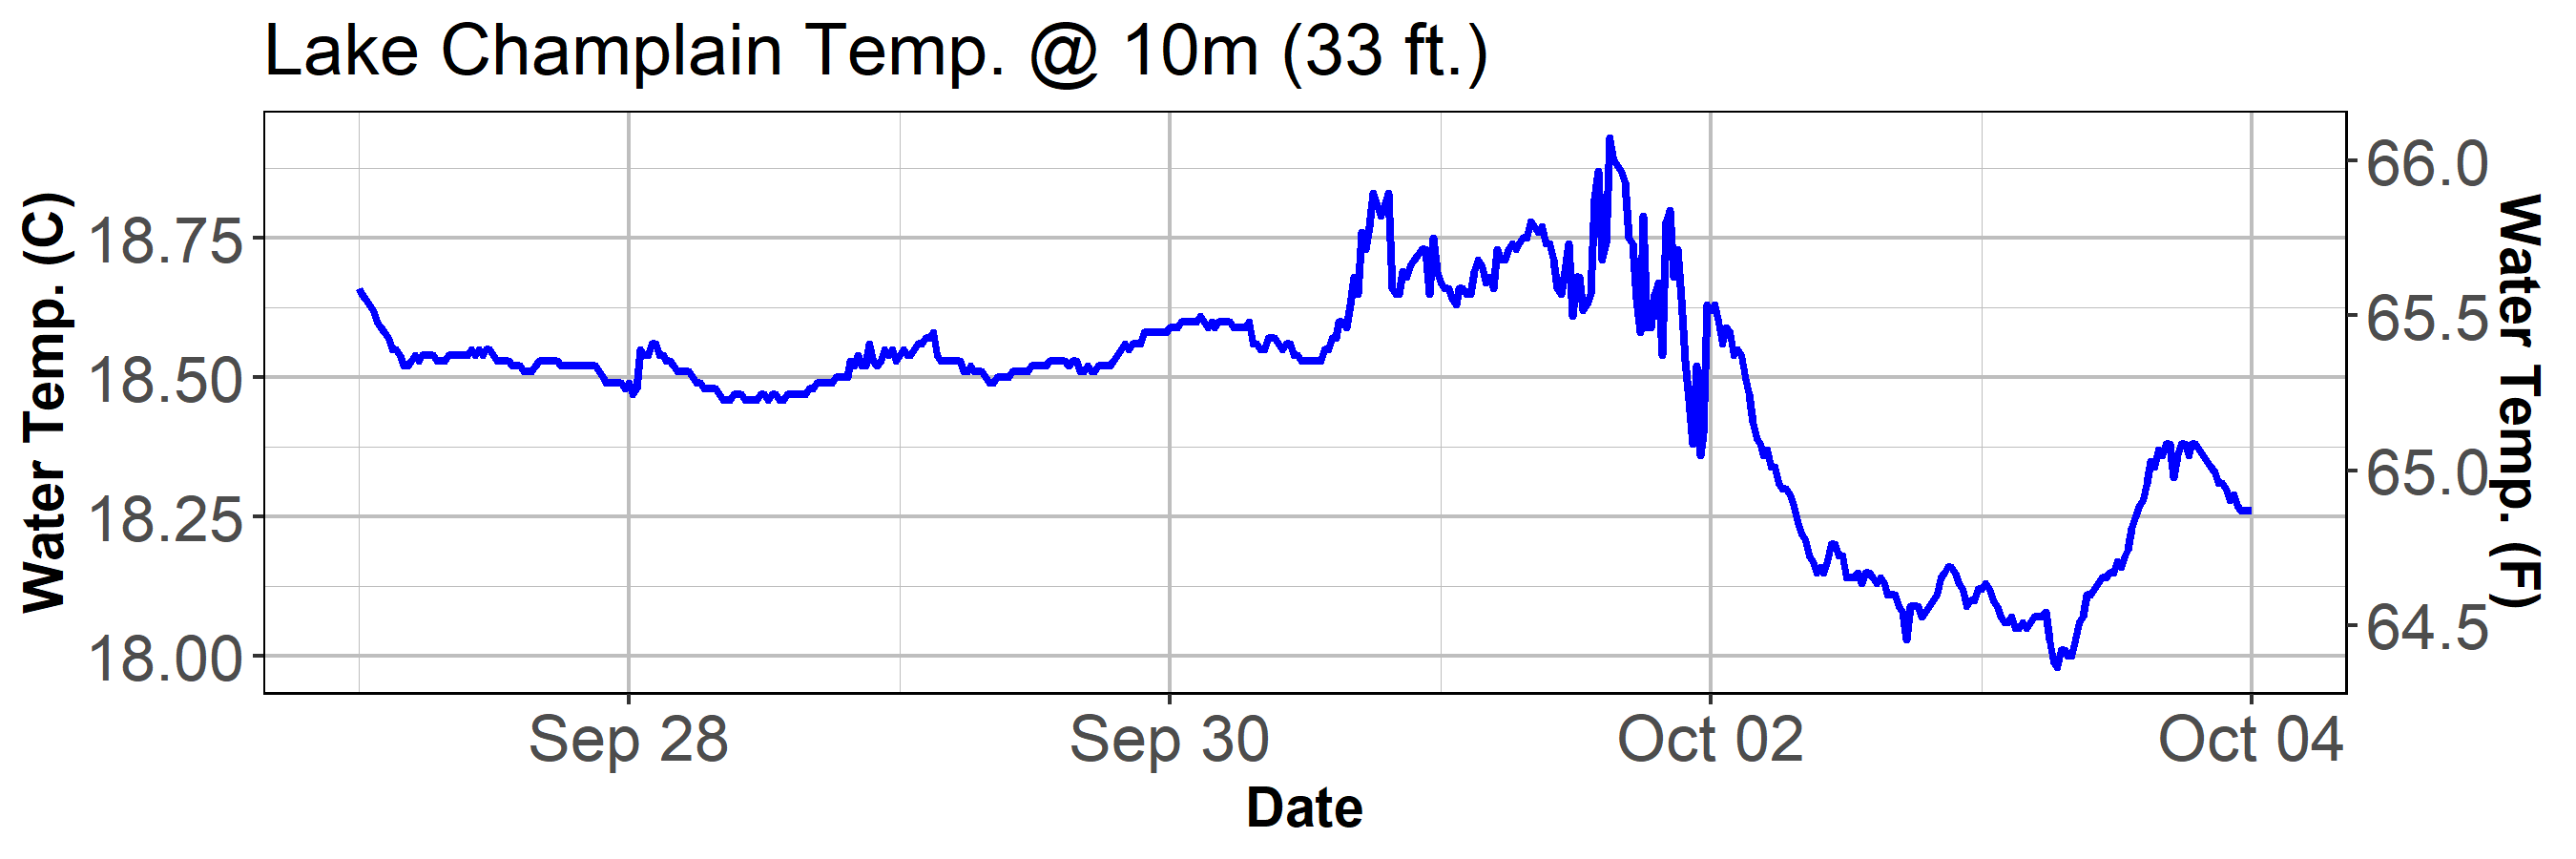 Lake Champlain Temp. @ 10m (33 ft.)
Water Temp. (C)
18.75
18.50
18.25
18.00
66.0
65.5
65.0
64.5
Water Temp. (F)
Sep 28
Sep 30
Oct 02
Oct 04
Date